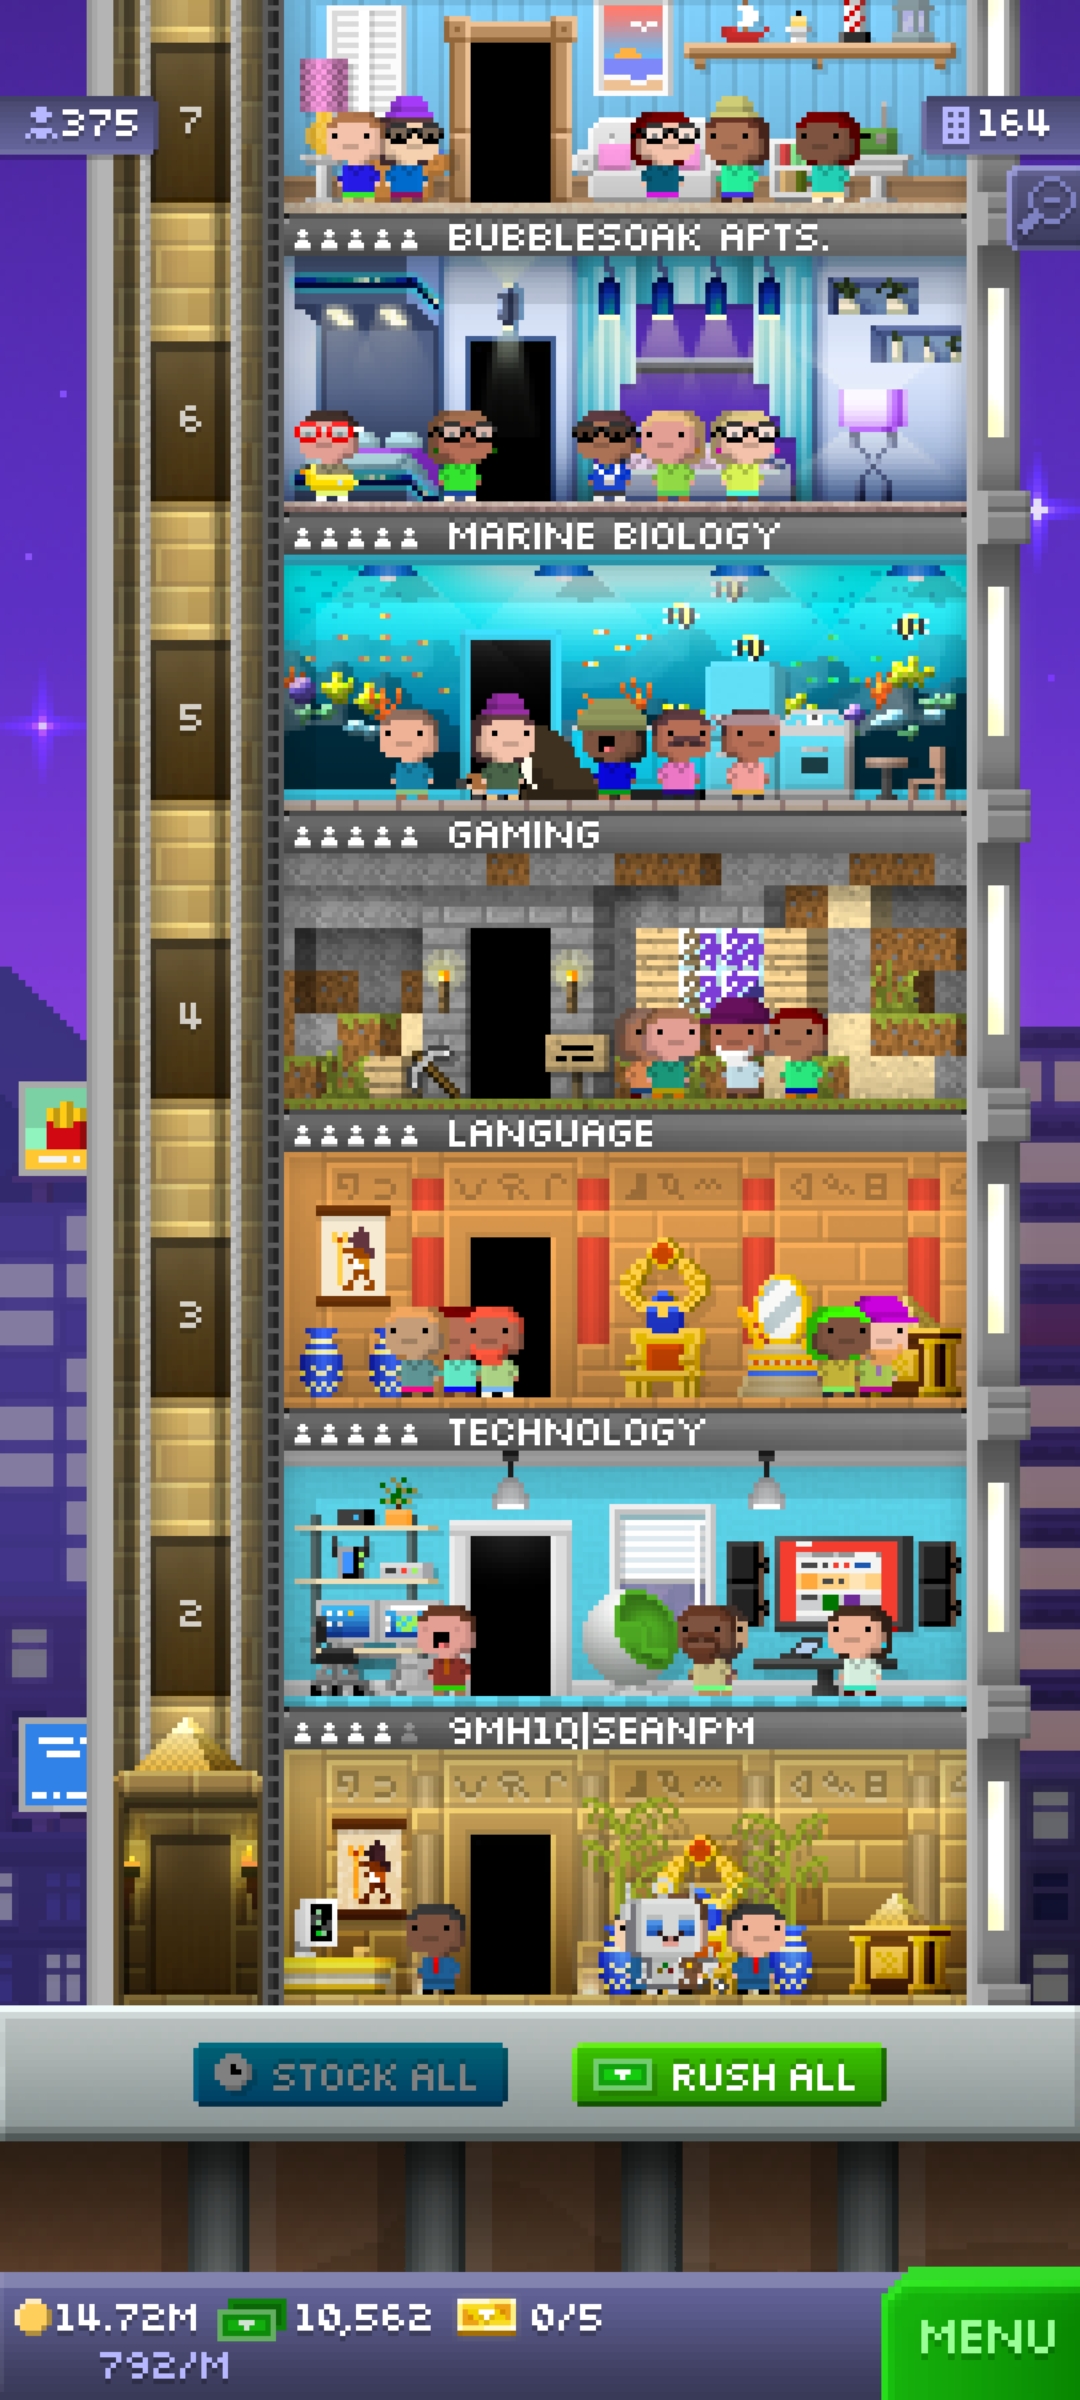 375
7
164
BUBBLESOAK APTS.
6
MARINE BIOLOGY
5
GAMING
4
LANGUAGE
3
TECHNOLOGY
2
9MH1Q|SEANPM
STOCK ALL
RUSH ALL
14.72M
10,562
0/5
792/M
MENU